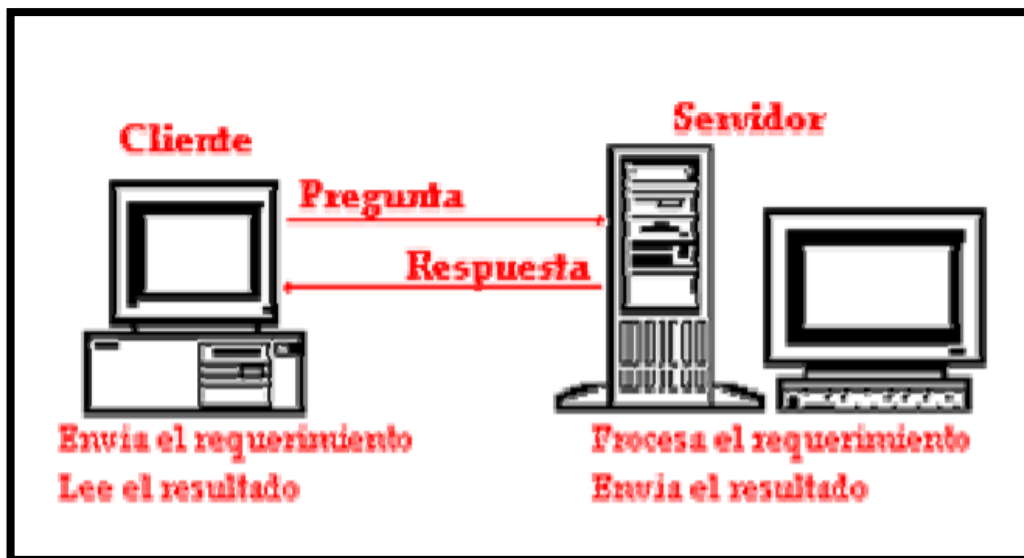 Cliente
Servidor
Pregunta
Respuesta
Envia el requerimiento
Lee el resultado
Procesa el requerimiento
Envia el resultado